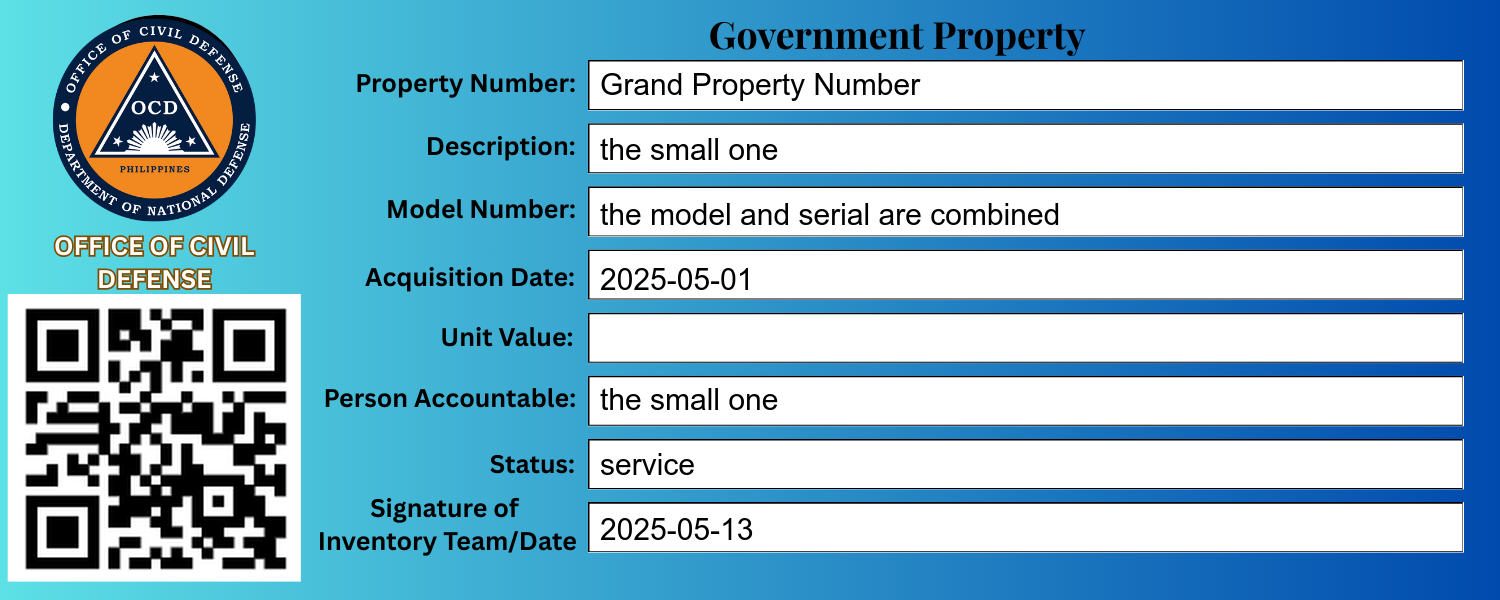 OFFICE OF CIVIL DEFENSE
DEPARTMENT OF NATIONAL DEFENSE
OCD
PHILIPPINES
OFFICE OF CIVIL
DEFENSE
Government Property
Property Number: Grand Property Number
Description: the small one
Model Number: the model and serial are combined
Acquisition Date: 2025-05-01
Unit Value:
Person Accountable: the small one
Status: service
Signature of
Inventory Team/Date 2025-05-13